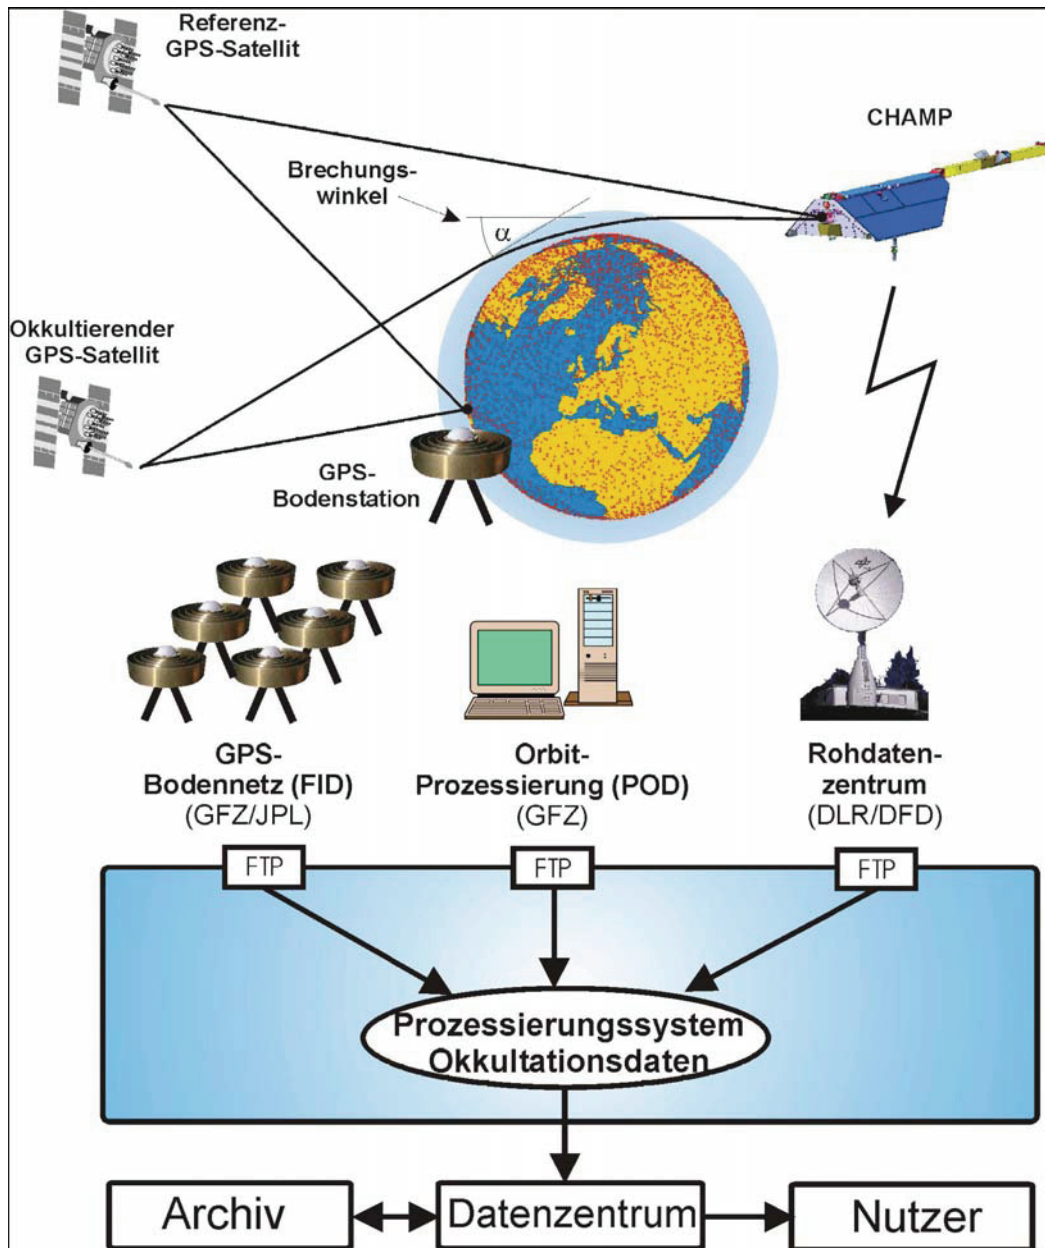 Referenz-
GPS-Satellit
CHAMP
Brechungs-
winkel
α
Okkultierender
GPS-Satellit
GPS-
Bodenstation
GPS-
Bodennetz (FID)
(GFZ/JPL)
Orbit-
Prozessierung (POD)
(GFZ)
Rohdaten-
zentrum
(DLR/DFD)
FTP
FTP
FTP
Prozessierungssystem
Okkultationsdaten
Archiv
Datenzentrum
Nutzer